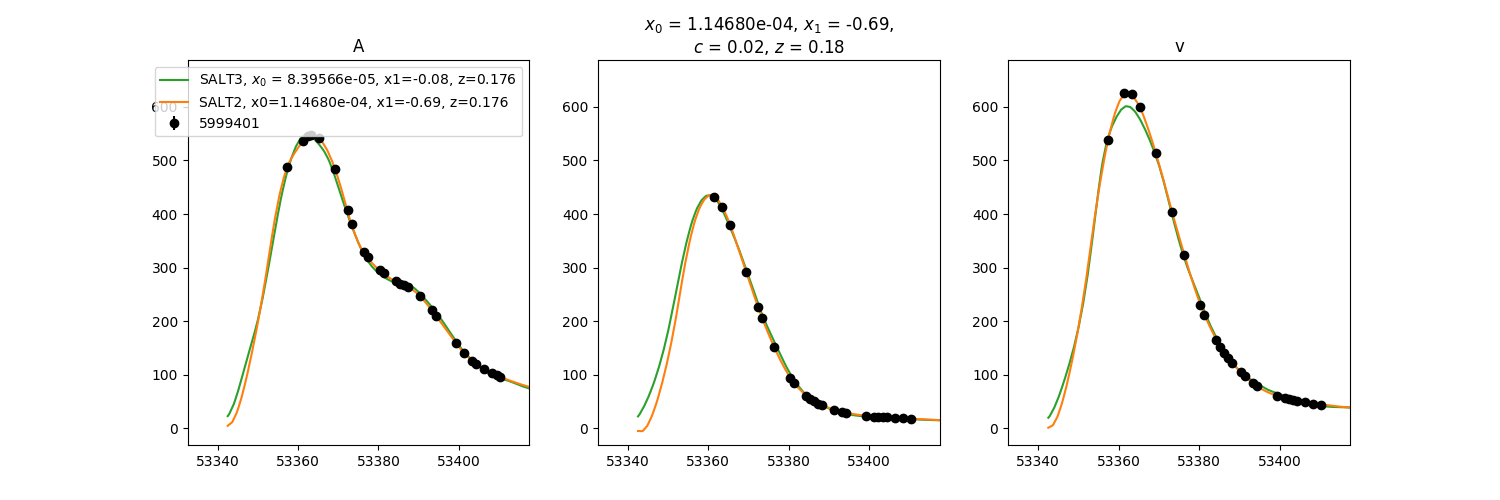 A
x₀ = 1.14680e-04, x₁ = -0.69,
c = 0.02, z = 0.18
v
SALT3, x₀ = 8.39566e-05, x1=-0.08, z=0.176
SALT2, x0=1.14680e-04, x1=-0.69, z=0.176
5999401
600
500
400
300
200
100
0
53340 53360 53380 53400
600
500
400
300
200
100
0
53340 53360 53380 53400
600
500
400
300
200
100
0
53340 53360 53380 53400